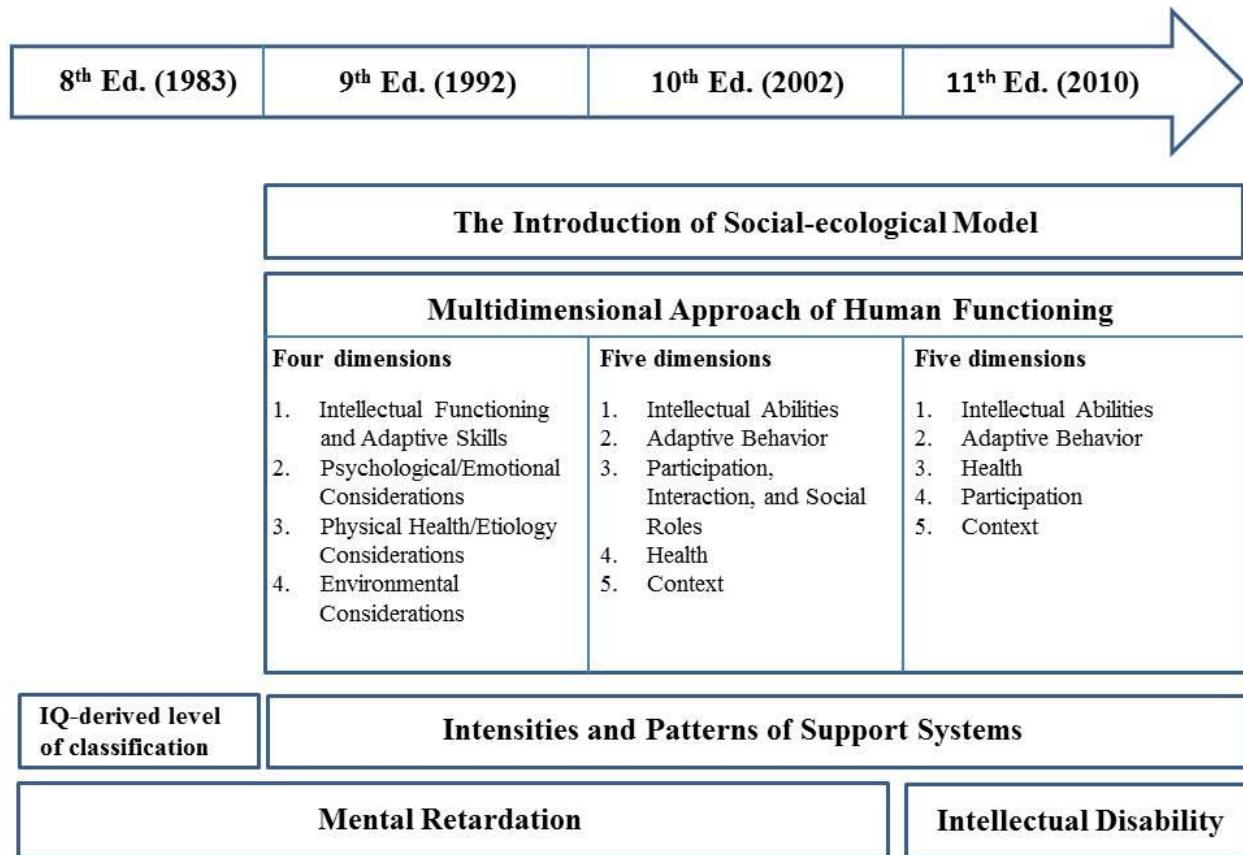 8th Ed. (1983) 9th Ed. (1992) 10th Ed. (2002) 11th Ed. (2010)
The Introduction of Social-ecological Model
Multidimensional Approach of Human Functioning
Four dimensions
1. Intellectual Functioning
and Adaptive Skills
2. Psychological/Emotional
Considerations
3. Physical Health/Etiology
Considerations
4. Environmental
Considerations
Five dimensions
1. Intellectual Abilities
2. Adaptive Behavior
3. Participation,
Interaction, and Social
Roles
4. Health
5. Context
Five dimensions
1. Intellectual Abilities
2. Adaptive Behavior
3. Health
4. Participation
5. Context
IQ-derived level
of classification
Intensities and Patterns of Support Systems
Mental Retardation
Intellectual Disability